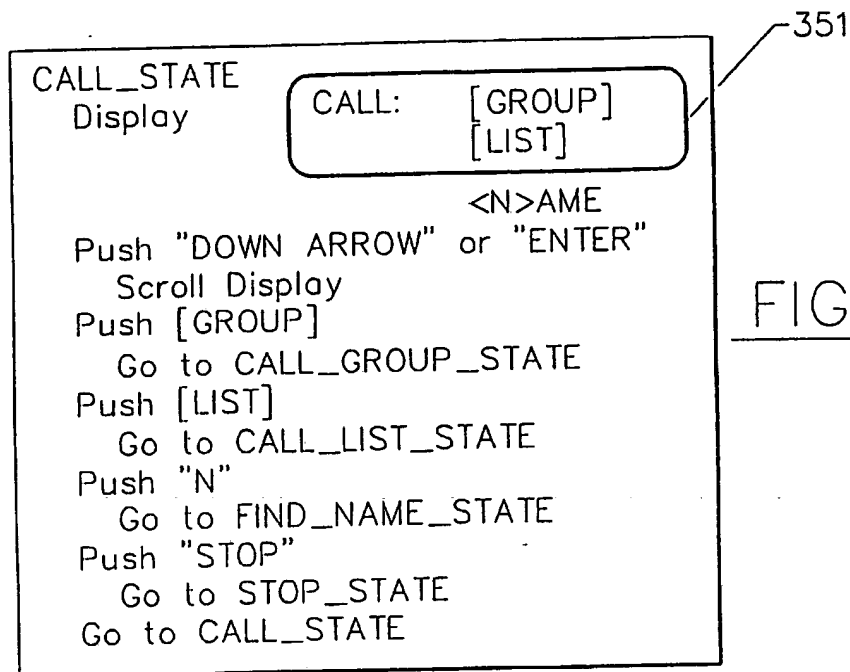 351
CALL_STATE
Display
CALL: [GROUP]
[LIST]
<N>AME
Push "DOWN ARROW" or "ENTER"
Scroll Display
Push [GROUP]
Go to CALL_GROUP_STATE
Push [LIST]
Go to CALL_LIST_STATE
Push "N"
Go to FIND_NAME_STATE
Push "STOP"
Go to STOP_STATE
Go to CALL_STATE
FIG